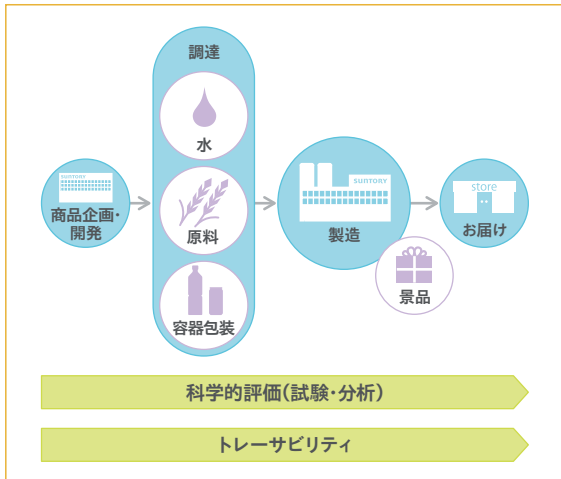 調達
水
SUNTORY
商品企画・
開発
原料
SUNTORY
製造
store
お届け
景品
容器包装
科学的評価(試験・分析)
トレーサビリティ